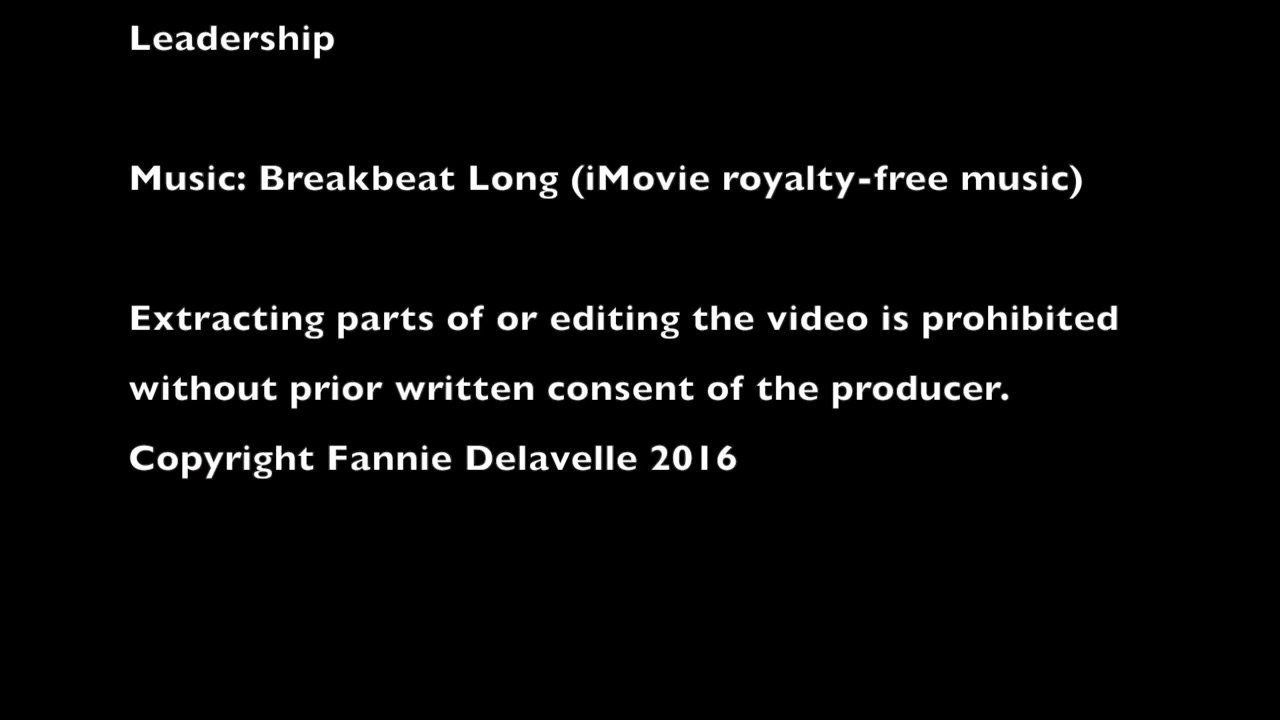 Leadership
Music: Breakbeat Long (iMovie royalty-free music)
Extracting parts of or editing the video is prohibited
without prior written consent of the producer.
Copyright Fannie Delavelle 2016